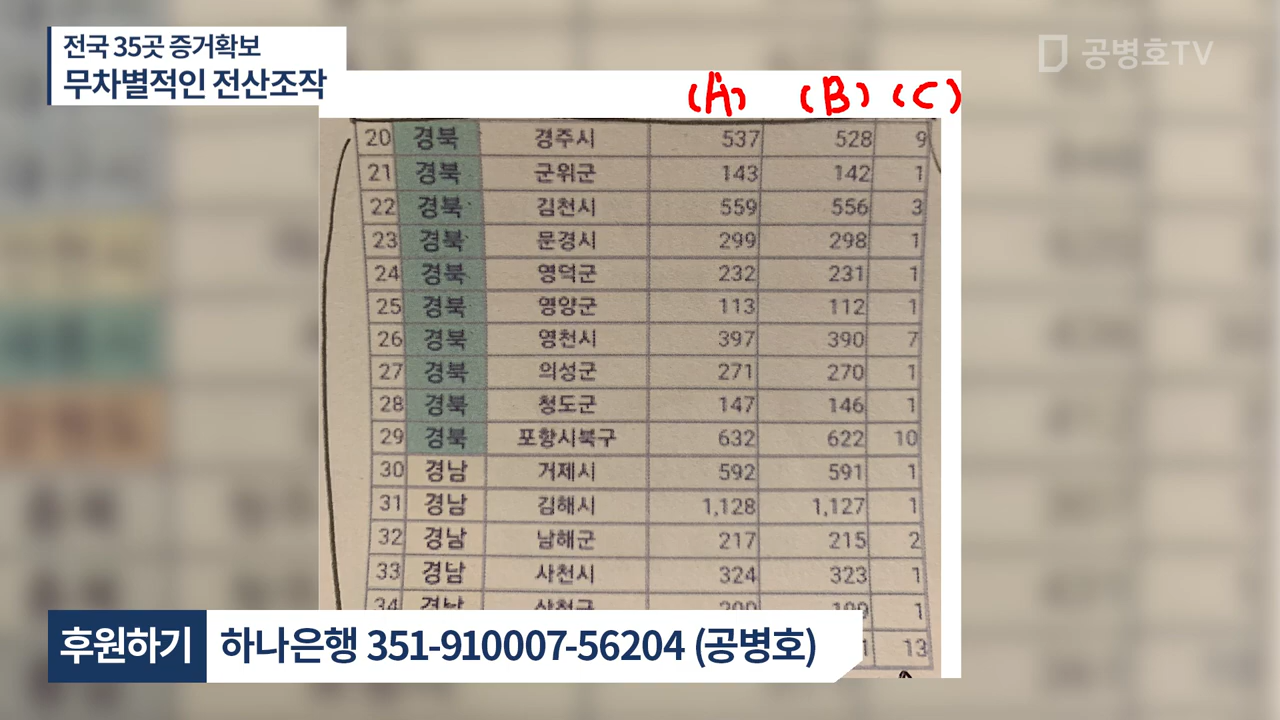 전국 35곳 증거확보
무차별적인 전산조작
공병호TV
(A) (B) (C)
20 경북 경주시 537 528 9
21 경북 군위군 143 142 1
22 경북 김천시 559 556 3
23 경북 문경시 299 298 1
24 경북 영덕군 232 231 1
25 경북 영양군 113 112 1
26 경북 영천시 397 390 7
27 경북 의성군 271 270 1
28 경북 청도군 147 146 1
29 경북 포항시북구 632 622 10
30 경남 거제시 592 591 1
31 경남 김해시 1,128 1,127 1
32 경남 남해군 217 215 2
33 경남 사천시 324 323 1
34 경남 1
13
후원하기 하나은행 351-910007-56204 (공병호)